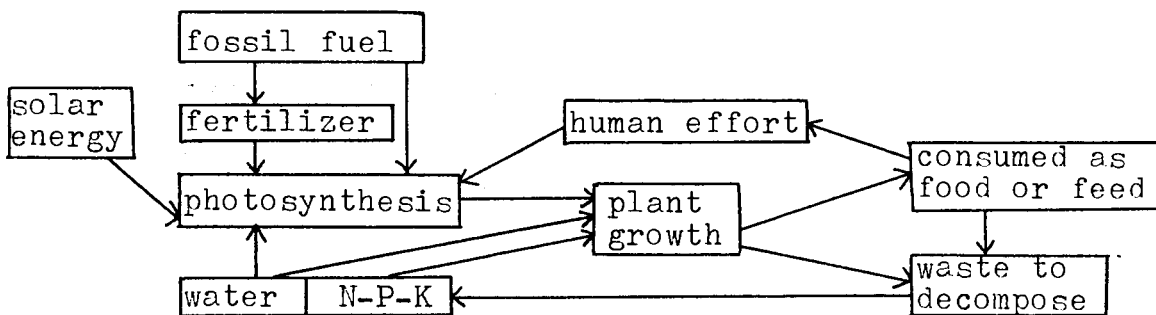 fossil fuel
solar
energy
fertilizer
human effort
consumed as
food or feed
photosynthesis
plant
growth
water
N-P-K
waste to
decompose